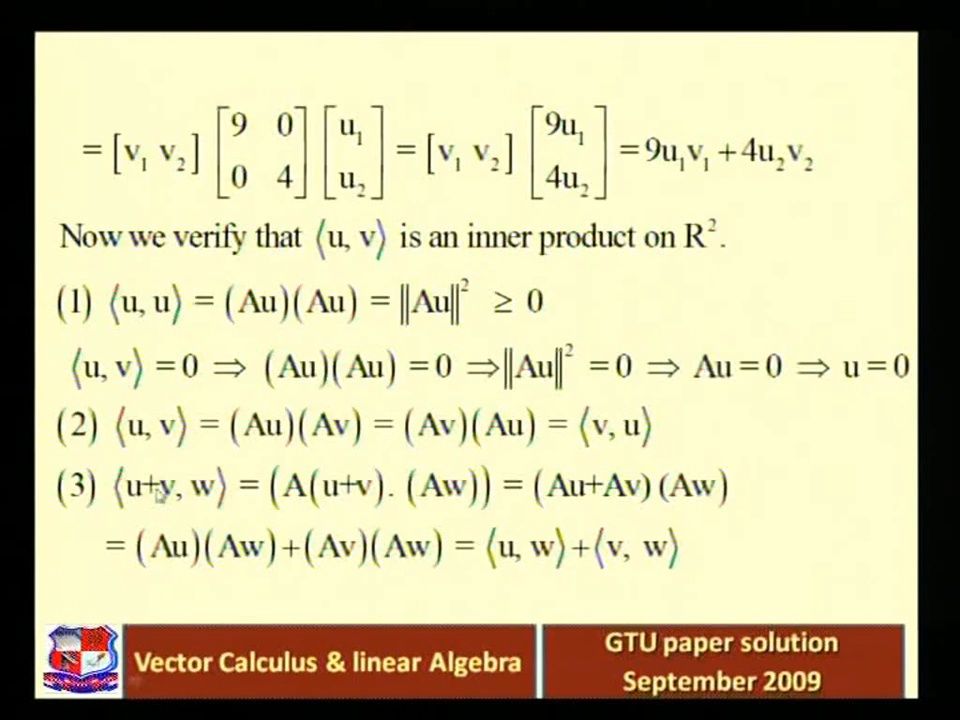 = [v₁ v₂] [9 0; 0 4] [u₁; u₂] = [v₁ v₂] [9u₁; 4u₂] = 9u₁v₁ + 4u₂v₂
Now we verify that ⟨u, v⟩ is an inner product on R².
(1) ⟨u, u⟩ = (Au)(Au) = ||Au||² ≥ 0
⟨u, v⟩ = 0 ⇒ (Au)(Au) = 0 ⇒ ||Au||² = 0 ⇒ Au = 0 ⇒ u = 0
(2) ⟨u, v⟩ = (Au)(Av) = (Av)(Au) = ⟨v, u⟩
(3) ⟨u+v, w⟩ = (A(u+v). (Aw)) = (Au+Av) (Aw)
= (Au)(Aw)+(Av)(Aw) = ⟨u, w⟩+⟨v, w⟩
Vector Calculus & linear Algebra
GTU paper solution
September 2009